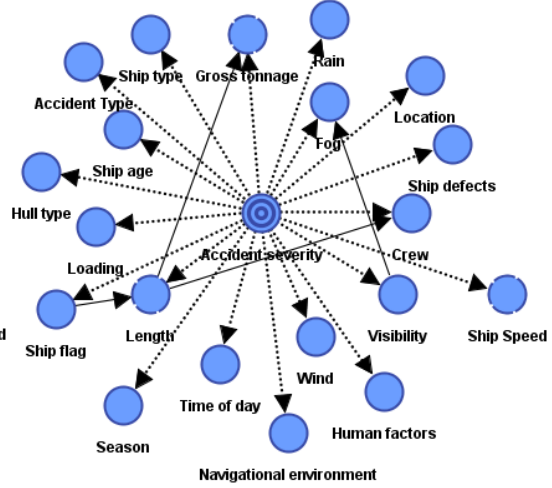 Rain
Ship type
Gross tonnage
Accident Type
Location
Fog
Ship age
Ship defects
Hull type
Accident severity
Crew
Loading
d
Ship flag
Length
Visibility
Ship Speed
Wind
Time of day
Human factors
Season
Navigational environment